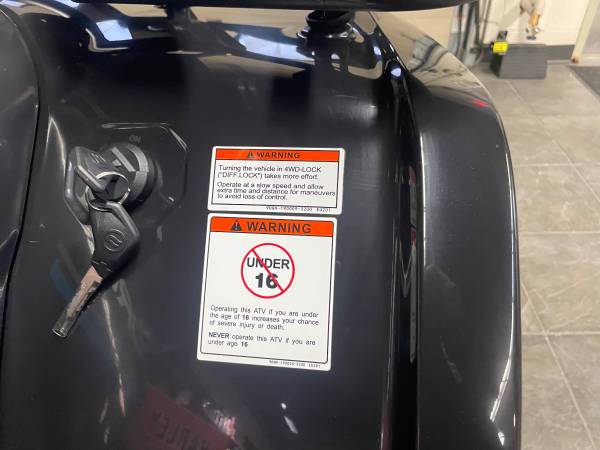 NO
WARNING
Turning the vehicle in 4WD-LOCK
("DIFF.LOCK") takes more effort.
Operate at a slow speed and allow
extra time and distance for maneuvers
to avoid loss of control.
WARNING
UNDER
16
Operating this ATV if you are under
the age of 16 increases your chance
of severe injury or death.
NEVER operate this ATV if you are
under age 16